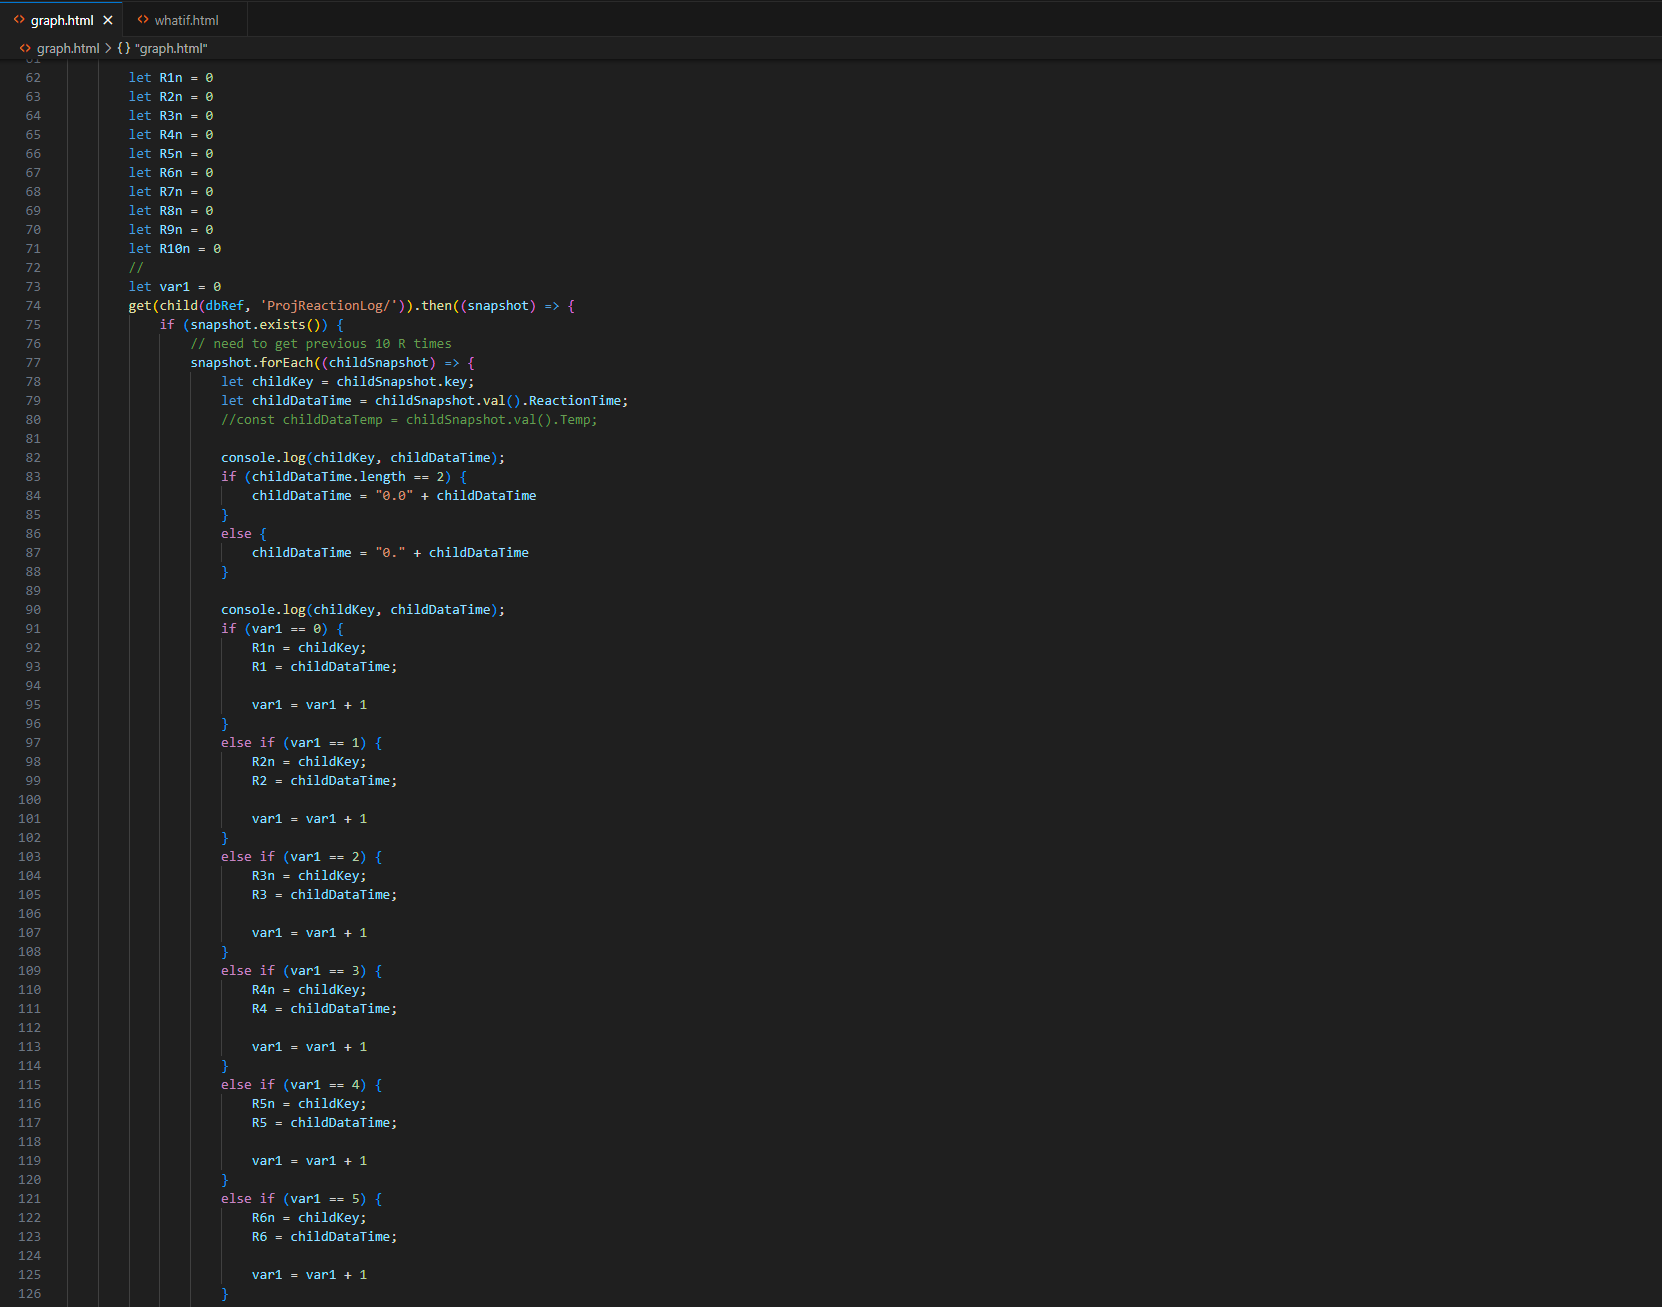 graph.html
whatif.html
graph.html > {} "graph.html"
61
62 let R1n = 0
63 let R2n = 0
64 let R3n = 0
65 let R4n = 0
66 let R5n = 0
67 let R6n = 0
68 let R7n = 0
69 let R8n = 0
70 let R9n = 0
71 let R10n = 0
72 //
73 let var1 = 0
74 get(child(dbRef, 'ProjReactionLog/')).then((snapshot) => {
75 if (snapshot.exists()) {
76 // need to get previous 10 R times
77 snapshot.forEach((childSnapshot) => {
78 let childKey = childSnapshot.key;
79 let childDataTime = childSnapshot.val().ReactionTime;
80 //const childDataTemp = childSnapshot.val().Temp;
81
82 console.log(childKey, childDataTime);
83 if (childDataTime.length == 2) {
84 childDataTime = "0.0" + childDataTime
85 }
86 else {
87 childDataTime = "0." + childDataTime
88 }
89
90 console.log(childKey, childDataTime);
91 if (var1 == 0) {
92 R1n = childKey;
93 R1 = childDataTime;
94
95 var1 = var1 + 1
96 }
97 else if (var1 == 1) {
98 R2n = childKey;
99 R2 = childDataTime;
100
101 var1 = var1 + 1
102 }
103 else if (var1 == 2) {
104 R3n = childKey;
105 R3 = childDataTime;
106
107 var1 = var1 + 1
108 }
109 else if (var1 == 3) {
110 R4n = childKey;
111 R4 = childDataTime;
112
113 var1 = var1 + 1
114 }
115 else if (var1 == 4) {
116 R5n = childKey;
117 R5 = childDataTime;
118
119 var1 = var1 + 1
120 }
121 else if (var1 == 5) {
122 R6n = childKey;
123 R6 = childDataTime;
124
125 var1 = var1 + 1
126 }